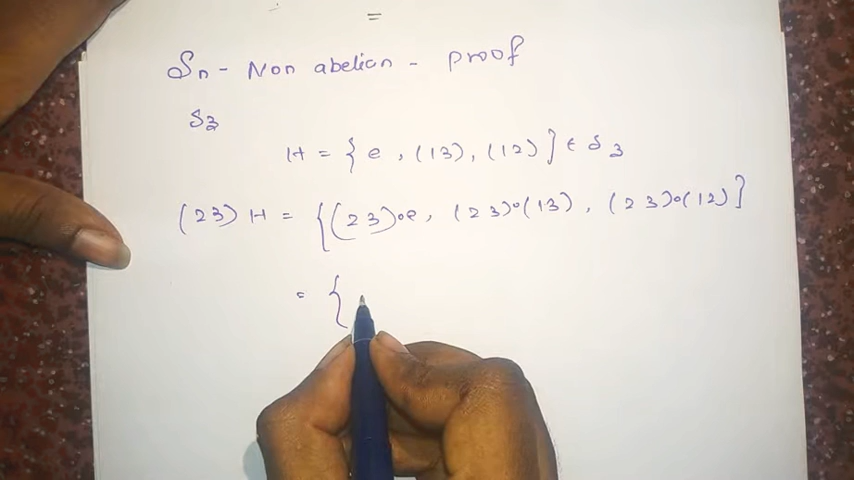 =
Sn - Non abelian - proof
S3
H = { e , (13), (12) } ∈ S3
(23) H = { (23)∘e, (23)∘(13), (23)∘(12) }
= {